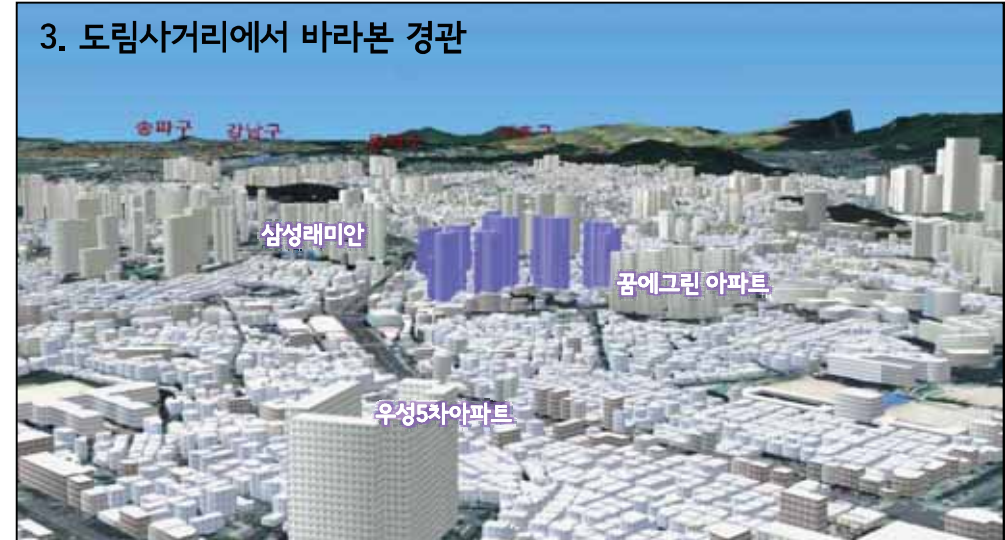 3. 도림사거리에서 바라본 경관
송파구
강남구
삼성래미안
꿈에그린 아파트
우성5차아파트